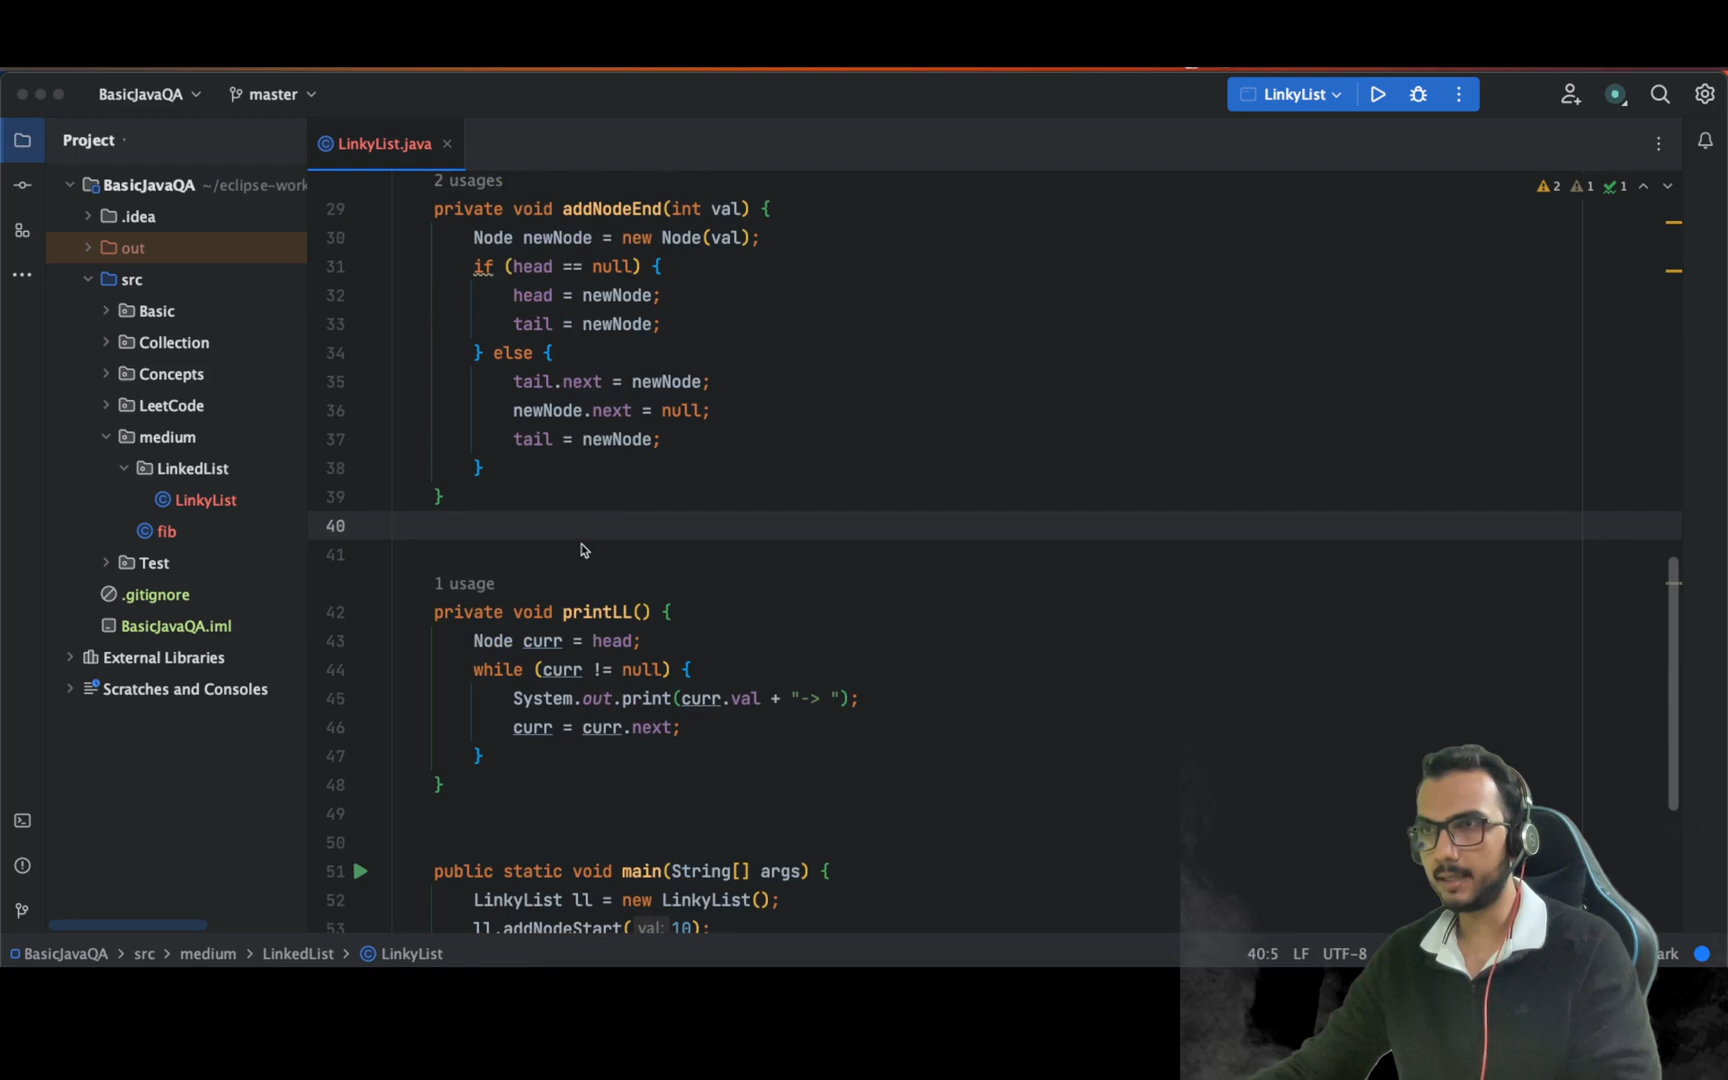 BasicJavaQA
master
LinkyList
Project
LinkyList.java
BasicJavaQA ~/eclipse-work
.idea
out
src
Basic
Collection
Concepts
LeetCode
medium
LinkedList
LinkyList
fib
Test
.gitignore
BasicJavaQA.iml
External Libraries
Scratches and Consoles
2 1 1
2 usages
29 private void addNodeEnd(int val) {
30 Node newNode = new Node(val);
31 if (head == null) {
32 head = newNode;
33 tail = newNode;
34 } else {
35 tail.next = newNode;
36 newNode.next = null;
37 tail = newNode;
38 }
39 }
40
41
1 usage
42 private void printLL() {
43 Node curr = head;
44 while (curr != null) {
45 System.out.print(curr.val + "-> ");
46 curr = curr.next;
47 }
48 }
49
50
51 public static void main(String[] args) {
52 LinkyList ll = new LinkyList();
53 ll.addNodeStart( val: 10);
BasicJavaQA > src > medium > LinkedList > LinkyList
40:5 LF UTF-8 ark